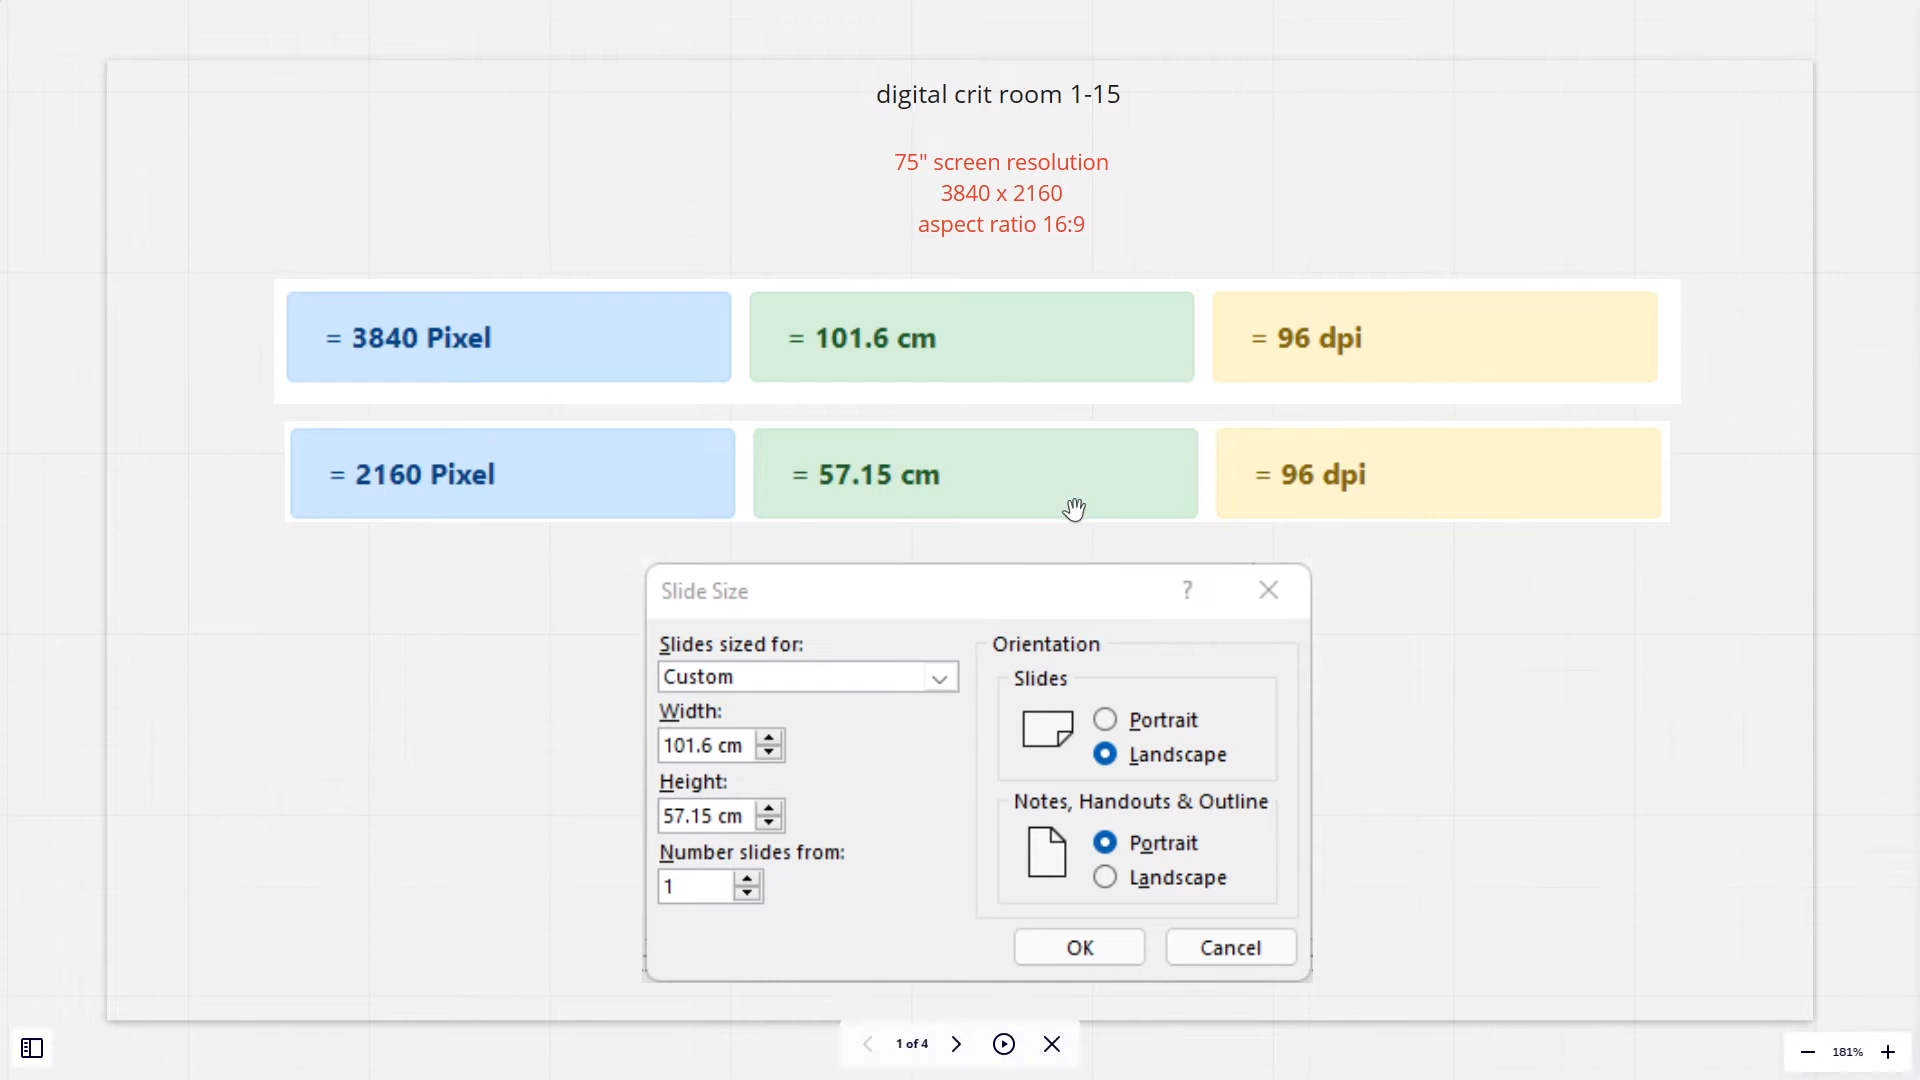 digital crit room 1-15
75" screen resolution
3840 x 2160
aspect ratio 16:9
= 3840 Pixel
= 101.6 cm
= 96 dpi
= 2160 Pixel
= 57.15 cm
= 96 dpi
Slide Size
?
Slides sized for:
Custom
Width:
101.6 cm
Height:
57.15 cm
Number slides from:
1
Orientation
Slides
Portrait
Landscape
Notes, Handouts & Outline
Portrait
Landscape
OK
Cancel
1 of 4
181%